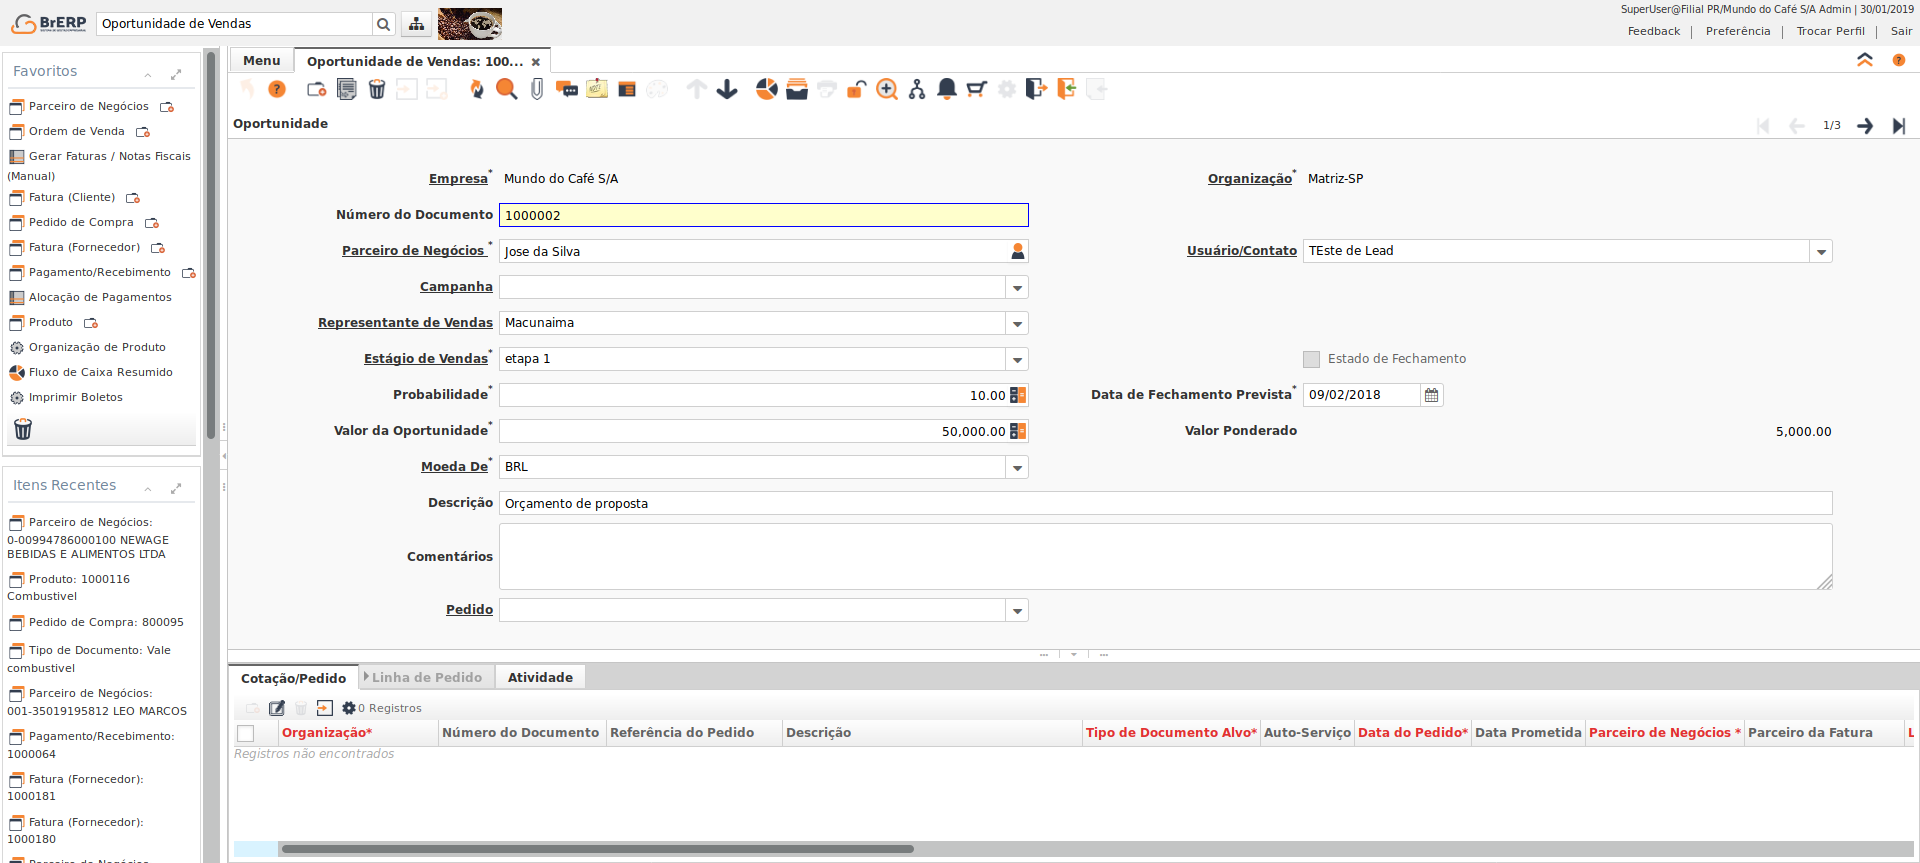 BrERP
Oportunidade de Vendas
SuperUser@Filial PR/Mundo do Café S/A Admin | 30/01/2019
Feedback | Preferência | Trocar Perfil | Sair
Favoritos
Parceiro de Negócios
Ordem de Venda
Gerar Faturas / Notas Fiscais
(Manual)
Fatura (Cliente)
Pedido de Compra
Fatura (Fornecedor)
Pagamento/Recebimento
Alocação de Pagamentos
Produto
Organização de Produto
Fluxo de Caixa Resumido
Imprimir Boletos
Itens Recentes
Parceiro de Negócios:
0-00994786000100 NEWAGE
BEBIDAS E ALIMENTOS LTDA
Produto: 1000116
Combustivel
Pedido de Compra: 800095
Tipo de Documento: Vale
combustivel
Parceiro de Negócios:
001-35019195812 LEO MARCOS
Pagamento/Recebimento:
1000064
Fatura (Fornecedor):
1000181
Fatura (Fornecedor):
1000180
Menu
Oportunidade de Vendas: 100...
Oportunidade
1/3
Empresa* Mundo do Café S/A
Organização* Matriz-SP
Número do Documento 1000002
Parceiro de Negócios * Jose da Silva
Usuário/Contato TEste de Lead
Campanha
Representante de Vendas Macunaima
Estágio de Vendas* etapa 1
Estado de Fechamento
Probabilidade* 10.00
Data de Fechamento Prevista* 09/02/2018
Valor da Oportunidade* 50,000.00
Valor Ponderado 5,000.00
Moeda De* BRL
Descrição Orçamento de proposta
Comentários
Pedido
Cotação/Pedido Linha de Pedido Atividade
0 Registros
Organização* Número do Documento Referência do Pedido Descrição Tipo de Documento Alvo* Auto-Serviço Data do Pedido* Data Prometida Parceiro de Negócios * Parceiro da Fatura
Registros não encontrados